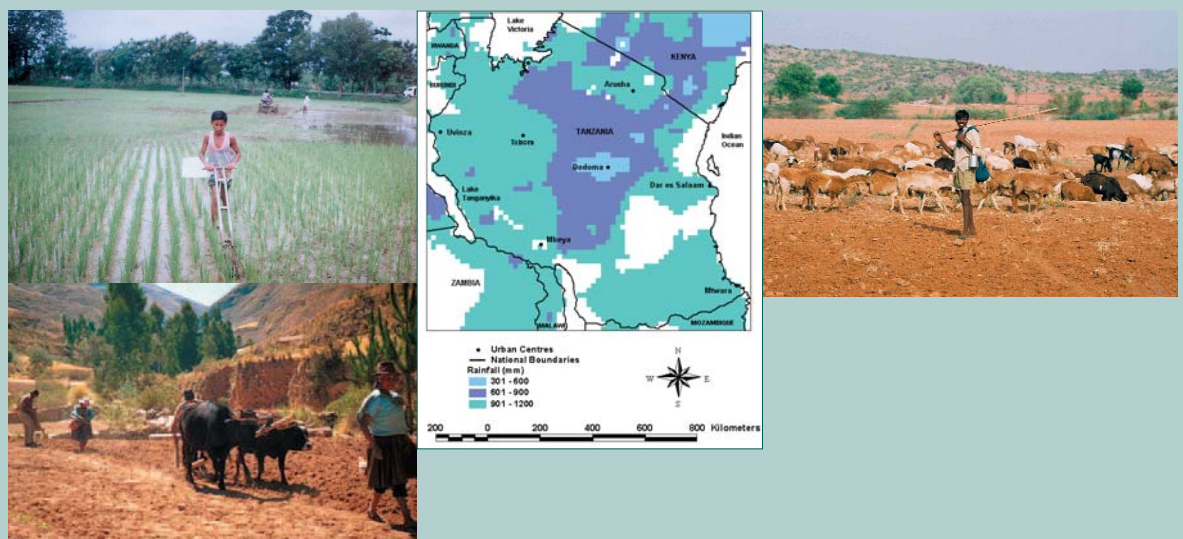 Lake
Victoria
RWANDA
KENYA
BURUNDI
Arusha
Uvinza
Tabora
TANZANIA
Indian
Ocean
Dodoma
Dar es Salaam
Lake
Tanganyika
Mbeya
ZAMBIA
Mtwara
MALAWI
MOZAMBIQUE
Urban Centres
National Boundaries
Rainfall (mm)
301 - 600
601 - 900
901 - 1200
N
W E
S
200 0 200 400 600 800 Kilometers